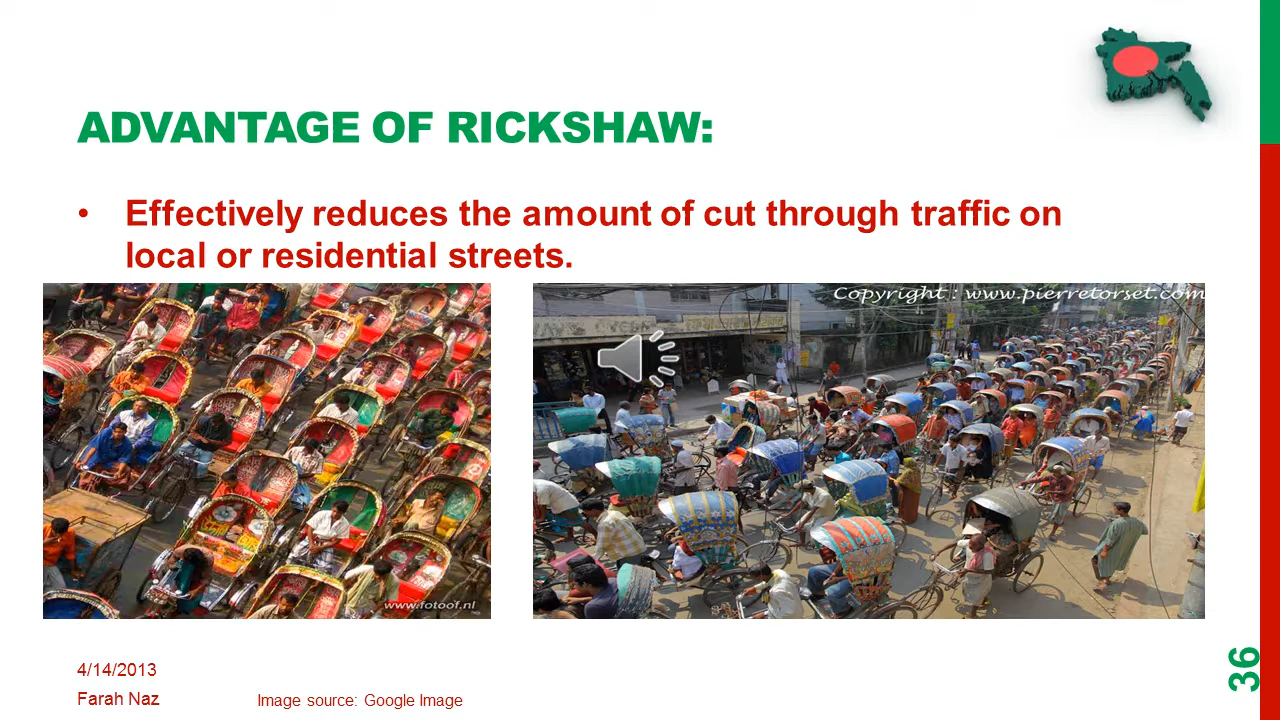 ADVANTAGE OF RICKSHAW:
• Effectively reduces the amount of cut through traffic on
local or residential streets.
Copyright : www.pierretorset.com
www.fotoof.nl
4/14/2013
Farah Naz
Image source: Google Image
36